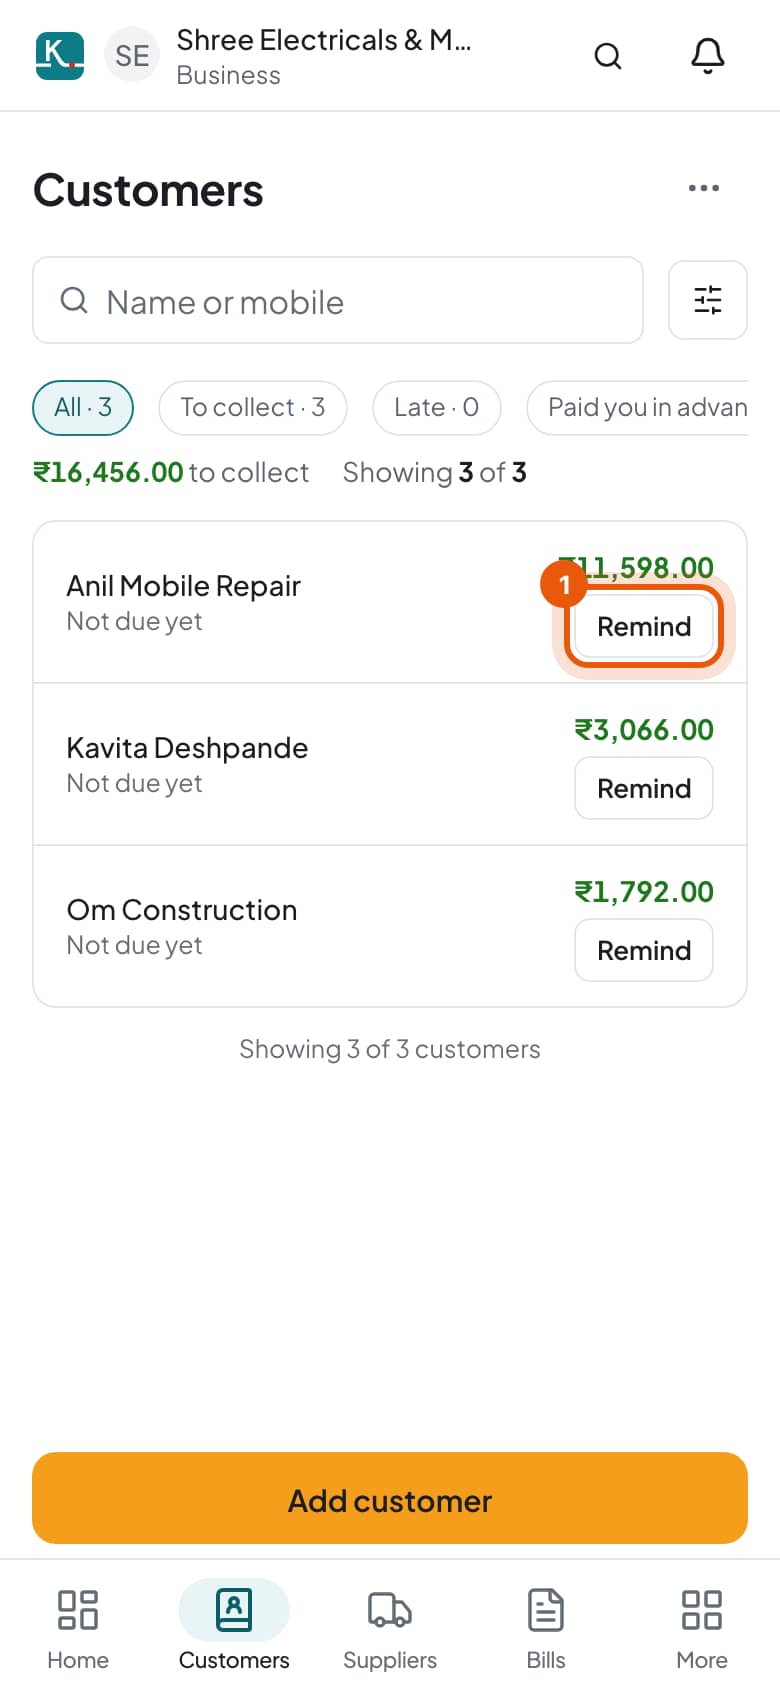 K.
SE
Shree Electricals & M...
Business
Customers
Name or mobile
All · 3
To collect · 3
Late · 0
Paid you in advan
₹16,456.00 to collect
Showing 3 of 3
₹11,598.00
Anil Mobile Repair
Not due yet
1
Remind
₹3,066.00
Kavita Deshpande
Not due yet
Remind
₹1,792.00
Om Construction
Not due yet
Remind
Showing 3 of 3 customers
Add customer
Home
Customers
Suppliers
Bills
More